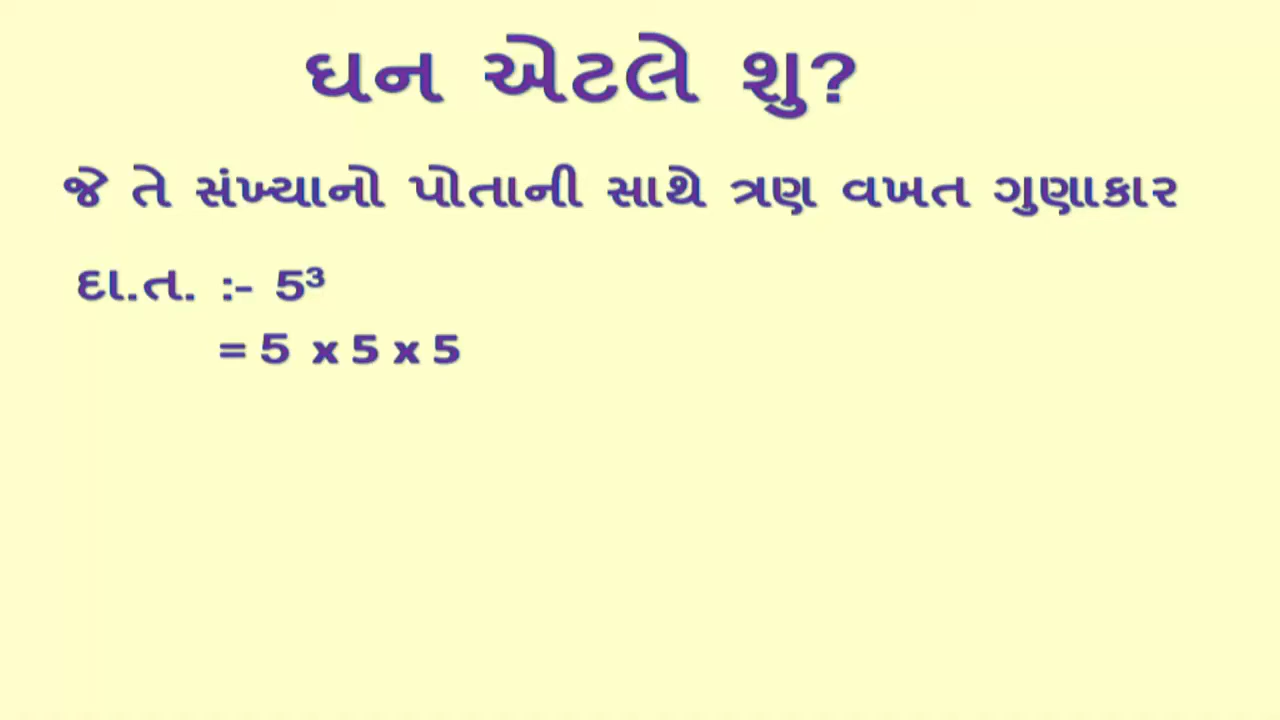 ઘન એટલે શુ?
જે તે સંખ્યાનો પોતાની સાથે ત્રણ વખત ગુણાકાર
દા.ત. :- 5³
= 5 x 5 x 5